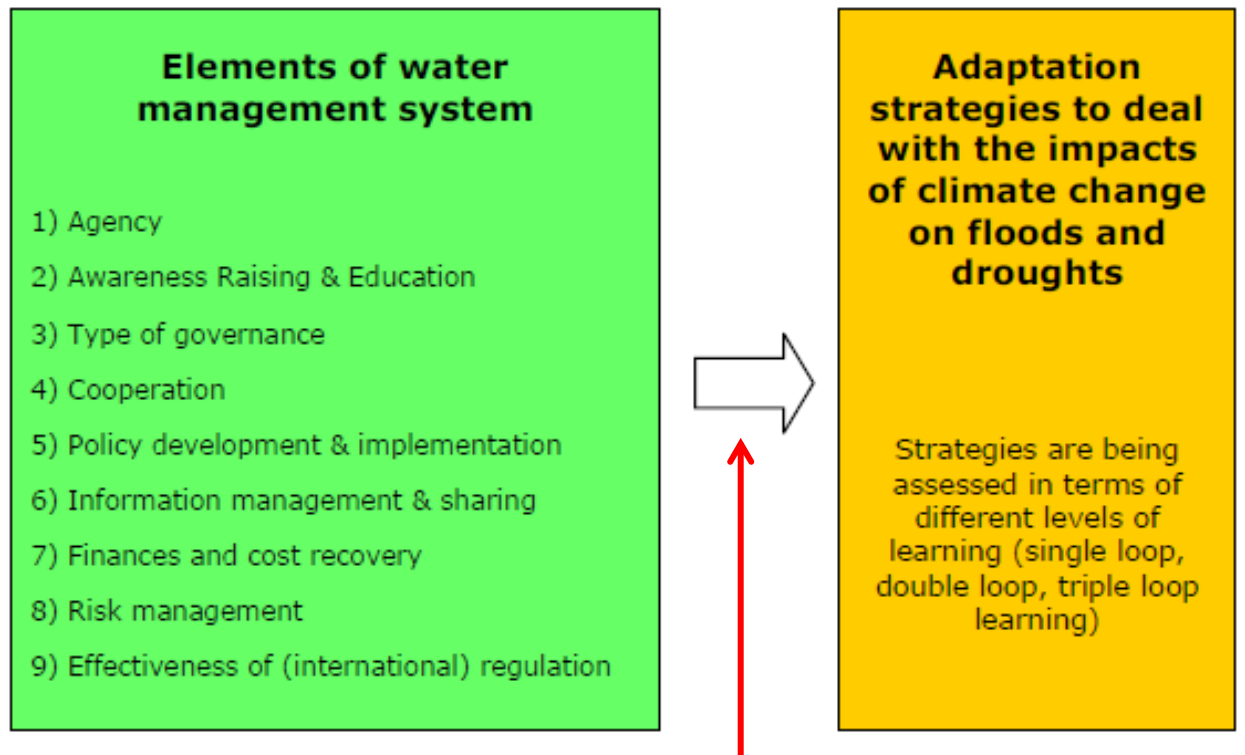 Elements of water
management system
1) Agency
2) Awareness Raising & Education
3) Type of governance
4) Cooperation
5) Policy development & implementation
6) Information management & sharing
7) Finances and cost recovery
8) Risk management
9) Effectiveness of (international) regulation
Adaptation
strategies to deal
with the impacts
of climate change
on floods and
droughts
Strategies are being
assessed in terms of
different levels of
learning (single loop,
double loop, triple loop
learning)